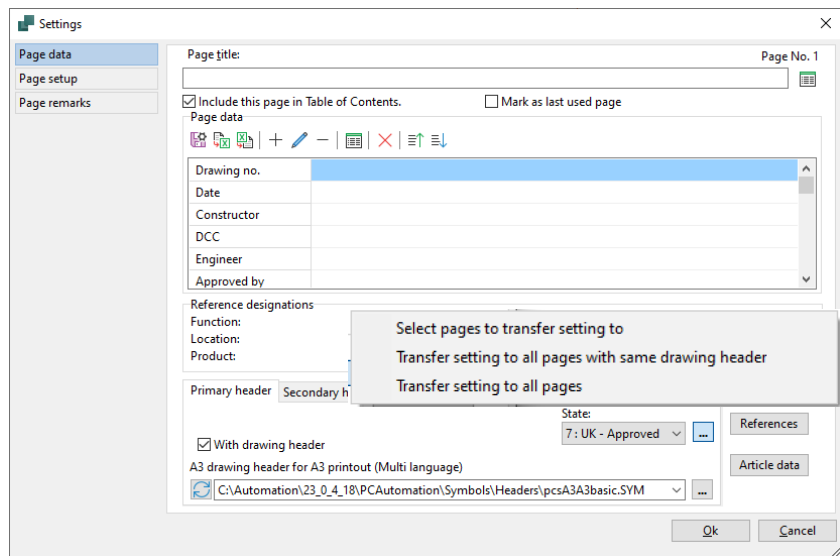 Settings
Page data
Page setup
Page remarks
Page title:
Page No. 1
Include this page in Table of Contents.
Mark as last used page
Page data
Drawing no.
Date
Constructor
DCC
Engineer
Approved by
Reference designations
Function:
Location:
Product:
Select pages to transfer setting to
Transfer setting to all pages with same drawing header
Transfer setting to all pages
Primary header
Secondary h
State:
7 : UK - Approved
...
References
With drawing header
A3 drawing header for A3 printout (Multi language)
Article data
C:\Automation\23_0_4_18\PCAutomation\Symbols\Headers\pcsA3A3basic.SYM
...
Ok
Cancel